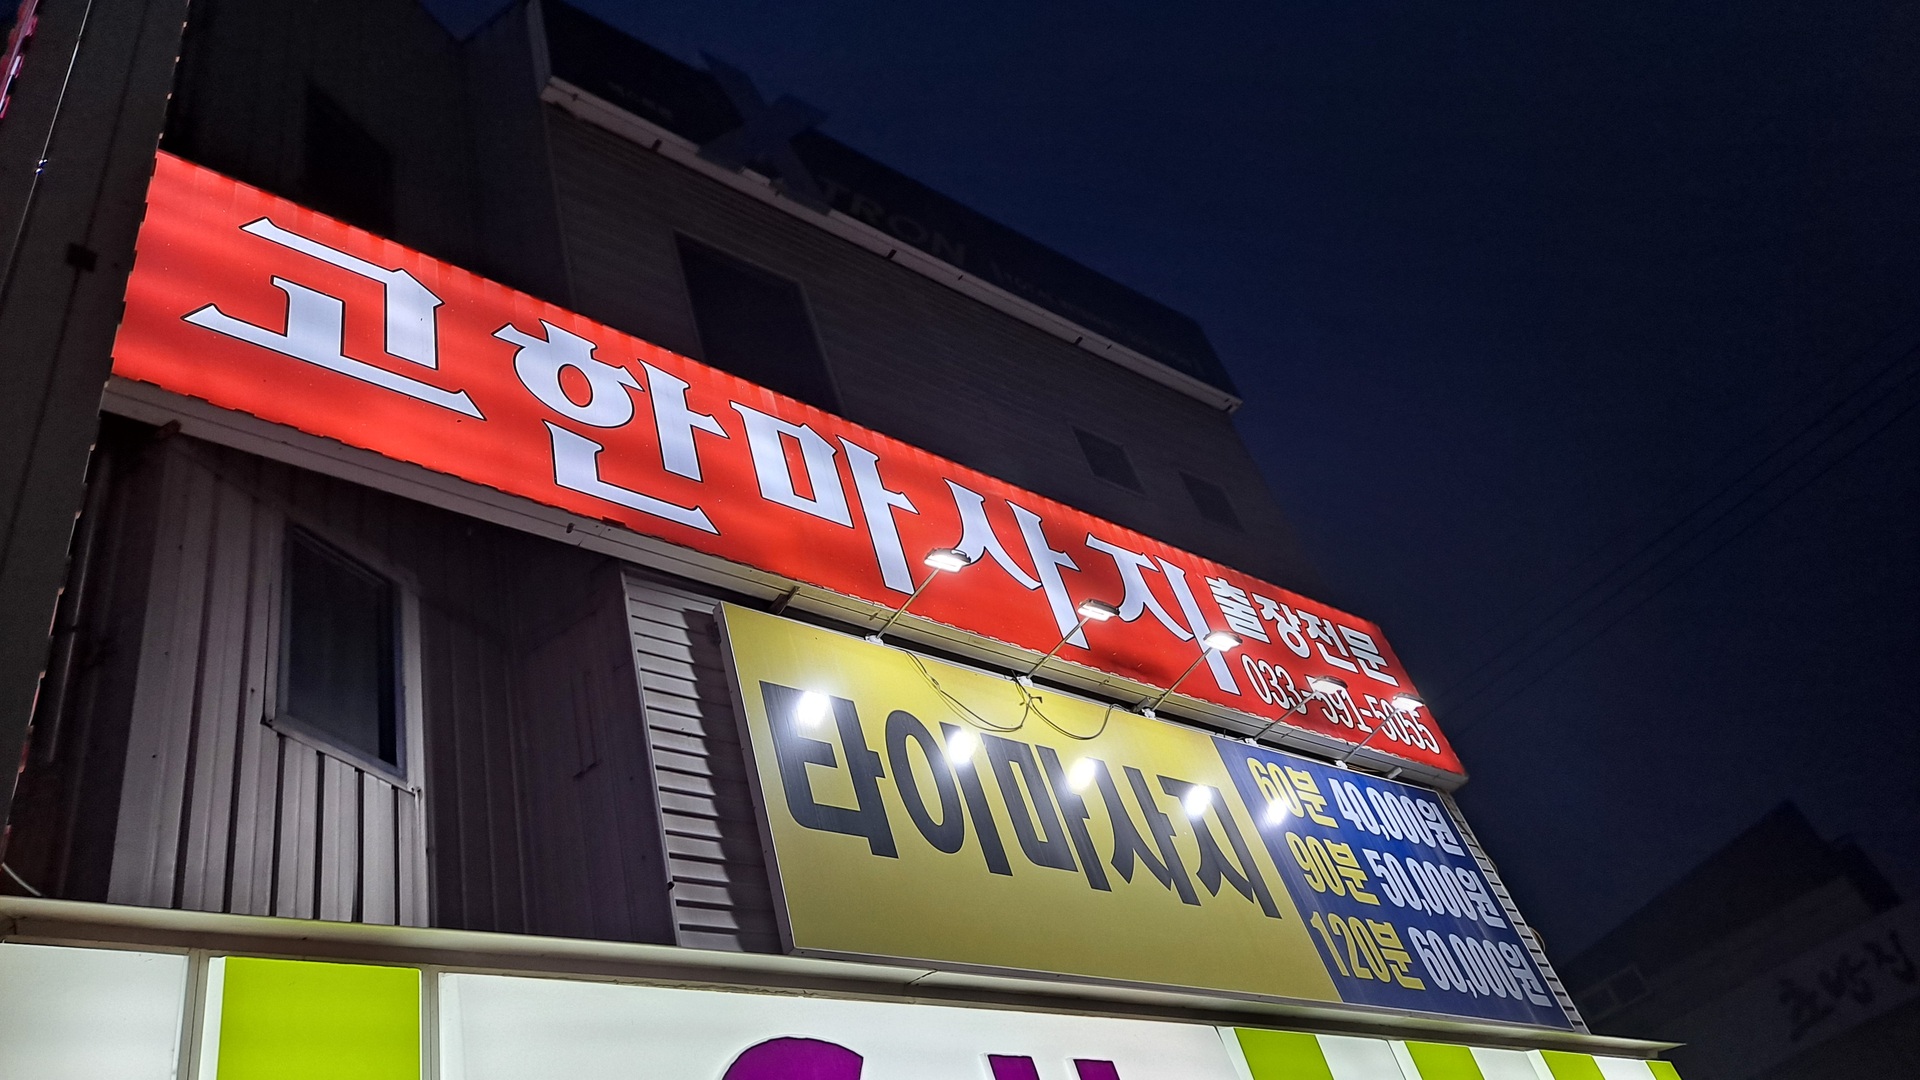 TRON
고한마사지
출장전문
033-591-5055
타이마사지
60분 40,000원
90분 50,000원
120분 60,000원